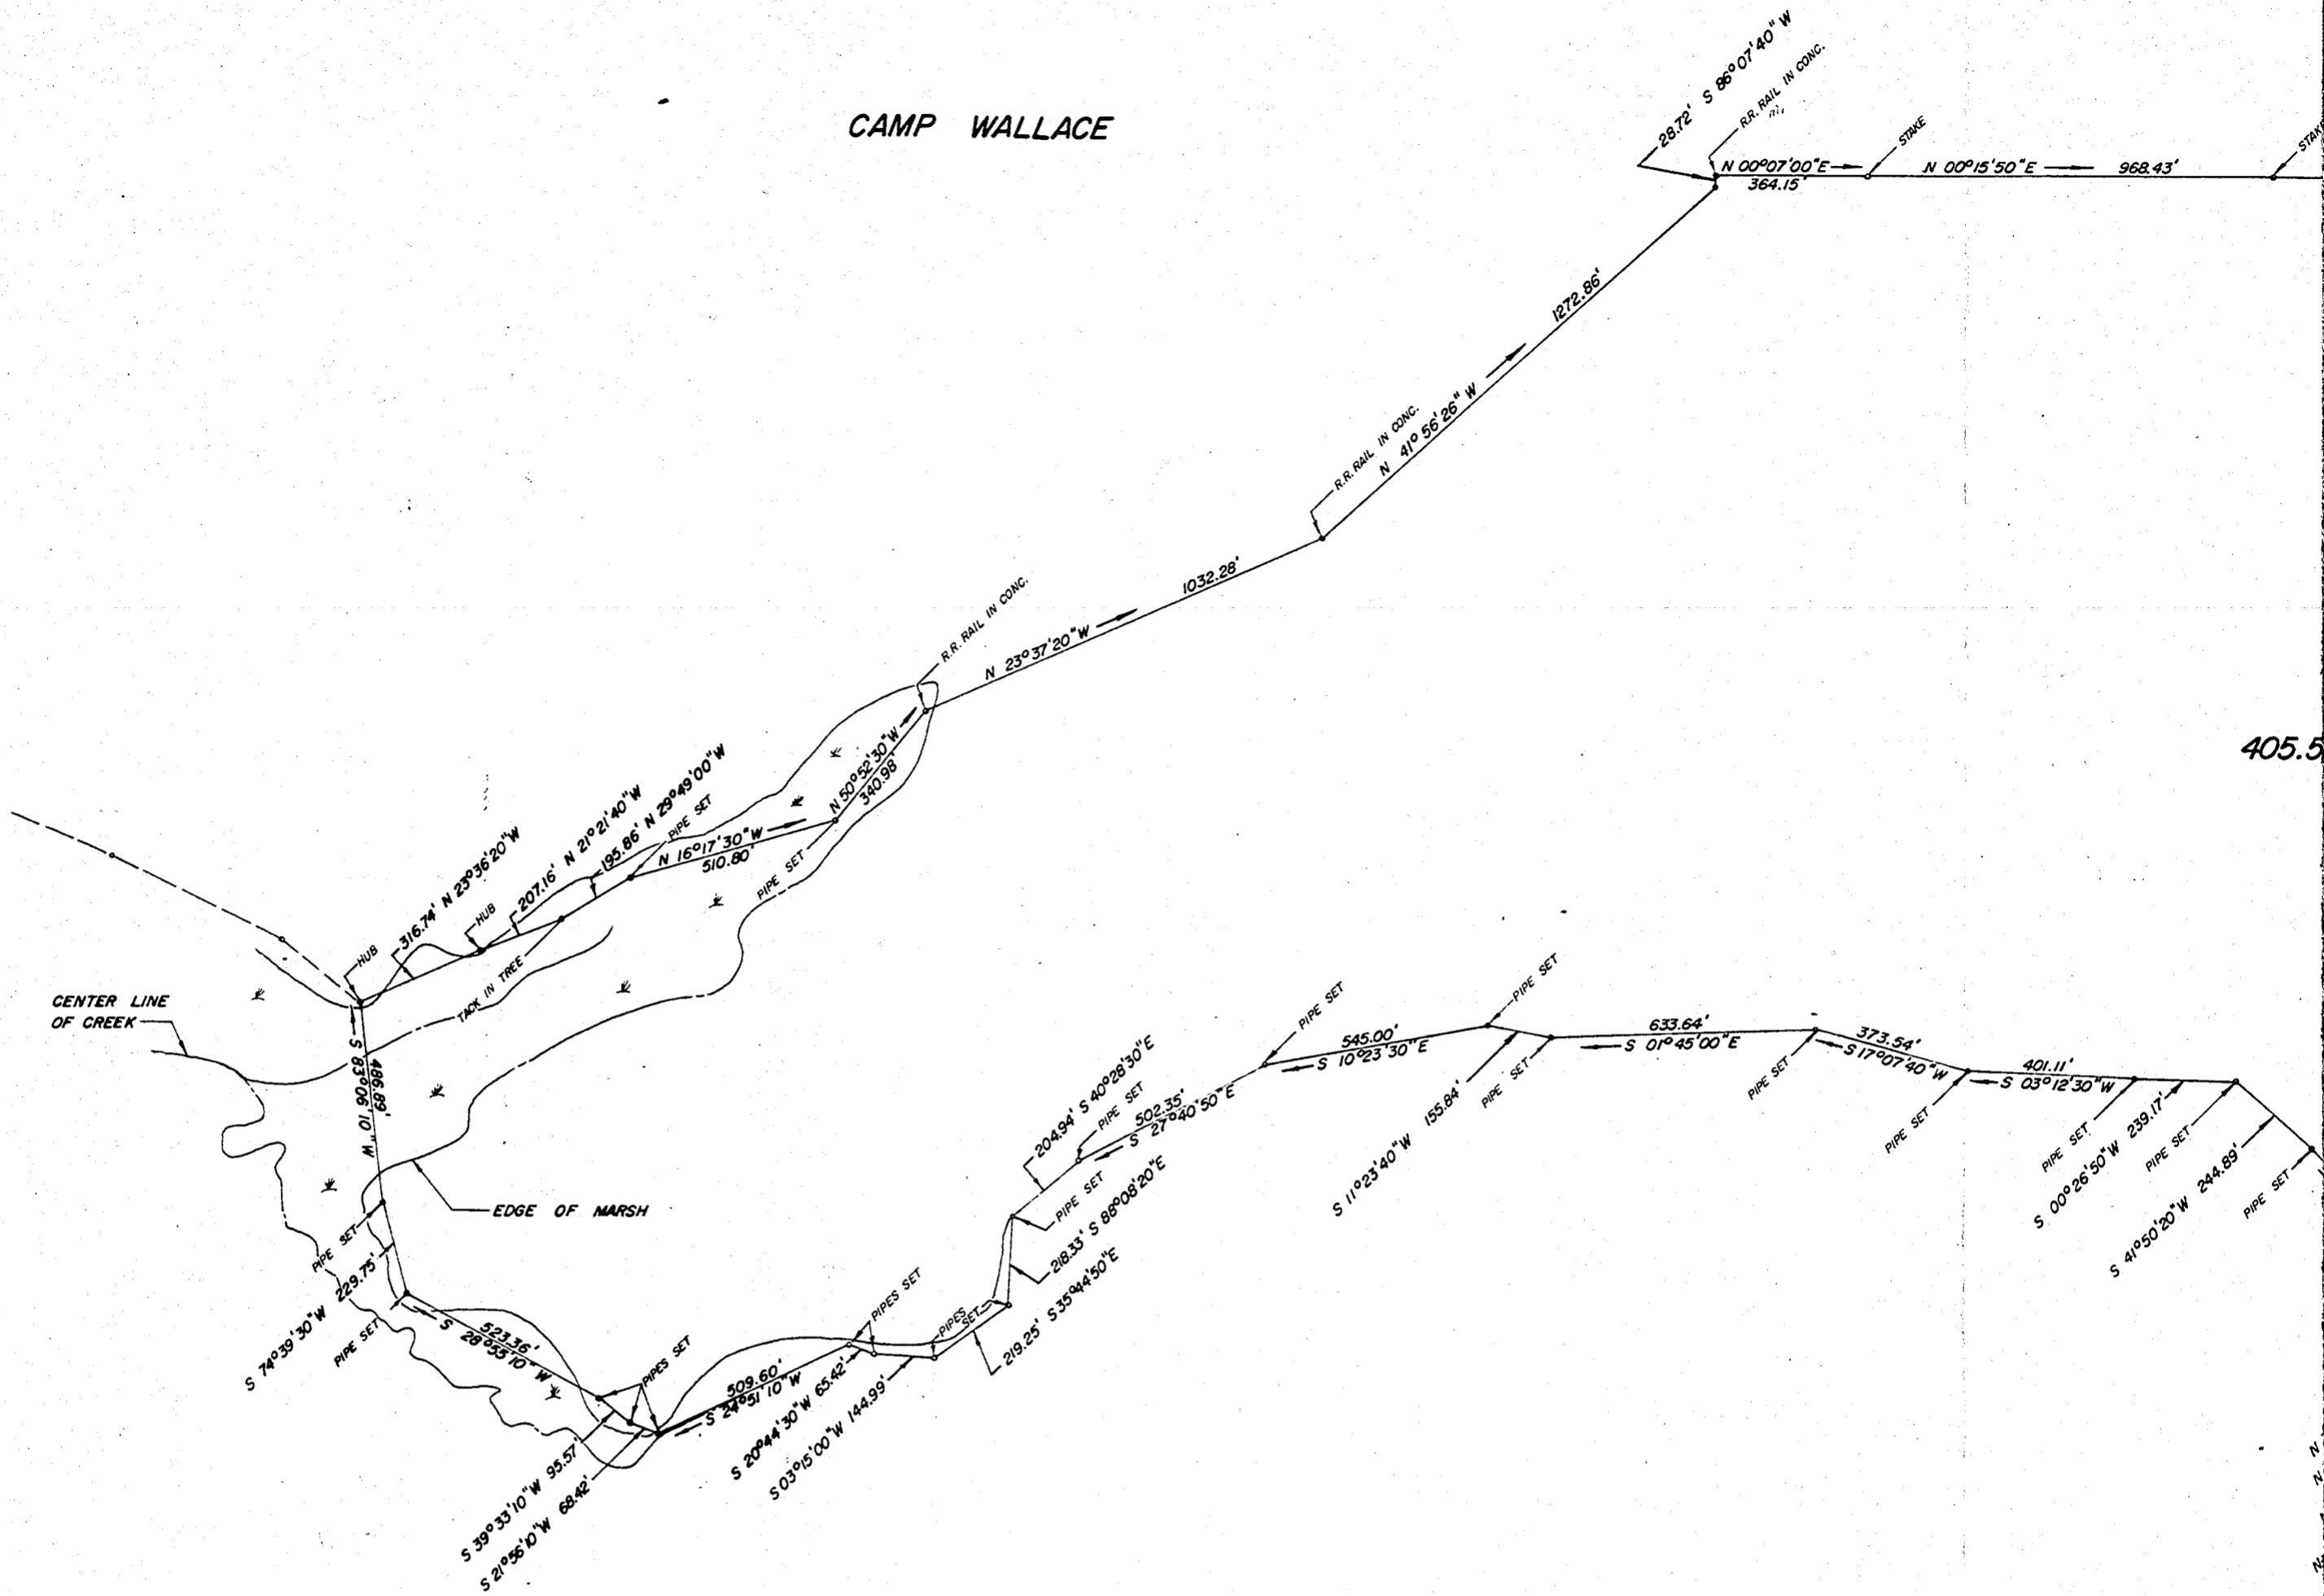 CAMP WALLACE
28.72' S 86°07'40" W
R.R. RAIL IN CONC.
N 00°07'00"E
364.15'
STAKE
N 00°15'50"E
968.43'
STAKE
1272.86'
N 41°56'26" W
R.R. RAIL IN CONC.
1032.28'
N 23°37'20"W
R.R. RAIL IN CONC.
405.5
N 50°52'30"W
340.98'
PIPE SET
N 16°17'30"W
510.80'
PIPE SET
195.86' N 29°49'00"W
207.16' N 21°21'40"W
316.74' N 23°36'20"W
HUB
HUB
TACK IN TREE
CENTER LINE
OF CREEK
486.89'
S 83°06'10" W
EDGE OF MARSH
PIPE SET
S 74°39'30"W 229.75'
PIPE SET
523.36'
S 28°55'10" W
PIPES SET
S 39°33'10"W 95.57'
S 21°56'10"W 68.42'
509.60'
S 24°51'10"W
PIPES SET
S 20°44'30"W 65.42'
S 03°15'00"W 144.99'
PIPES
SET
219.25' S 35°44'50"E
218.33' S 88°08'20"E
PIPE SET
204.94' S 40°28'30"E
PIPE SET
502.35'
S 27°40'50"E
PIPE SET
545.00'
S 10°23'30"E
PIPE SET
S 11°23'40"W 155.84'
PIPE SET
633.64'
S 01°45'00"E
PIPE SET
373.54'
S 17°07'40"W
PIPE SET
401.11'
S 03°12'30"W
PIPE SET
S 00°26'50"W 239.17'
PIPE SET
S 41°50'20"W 244.89'
PIPE SET
N
N
N